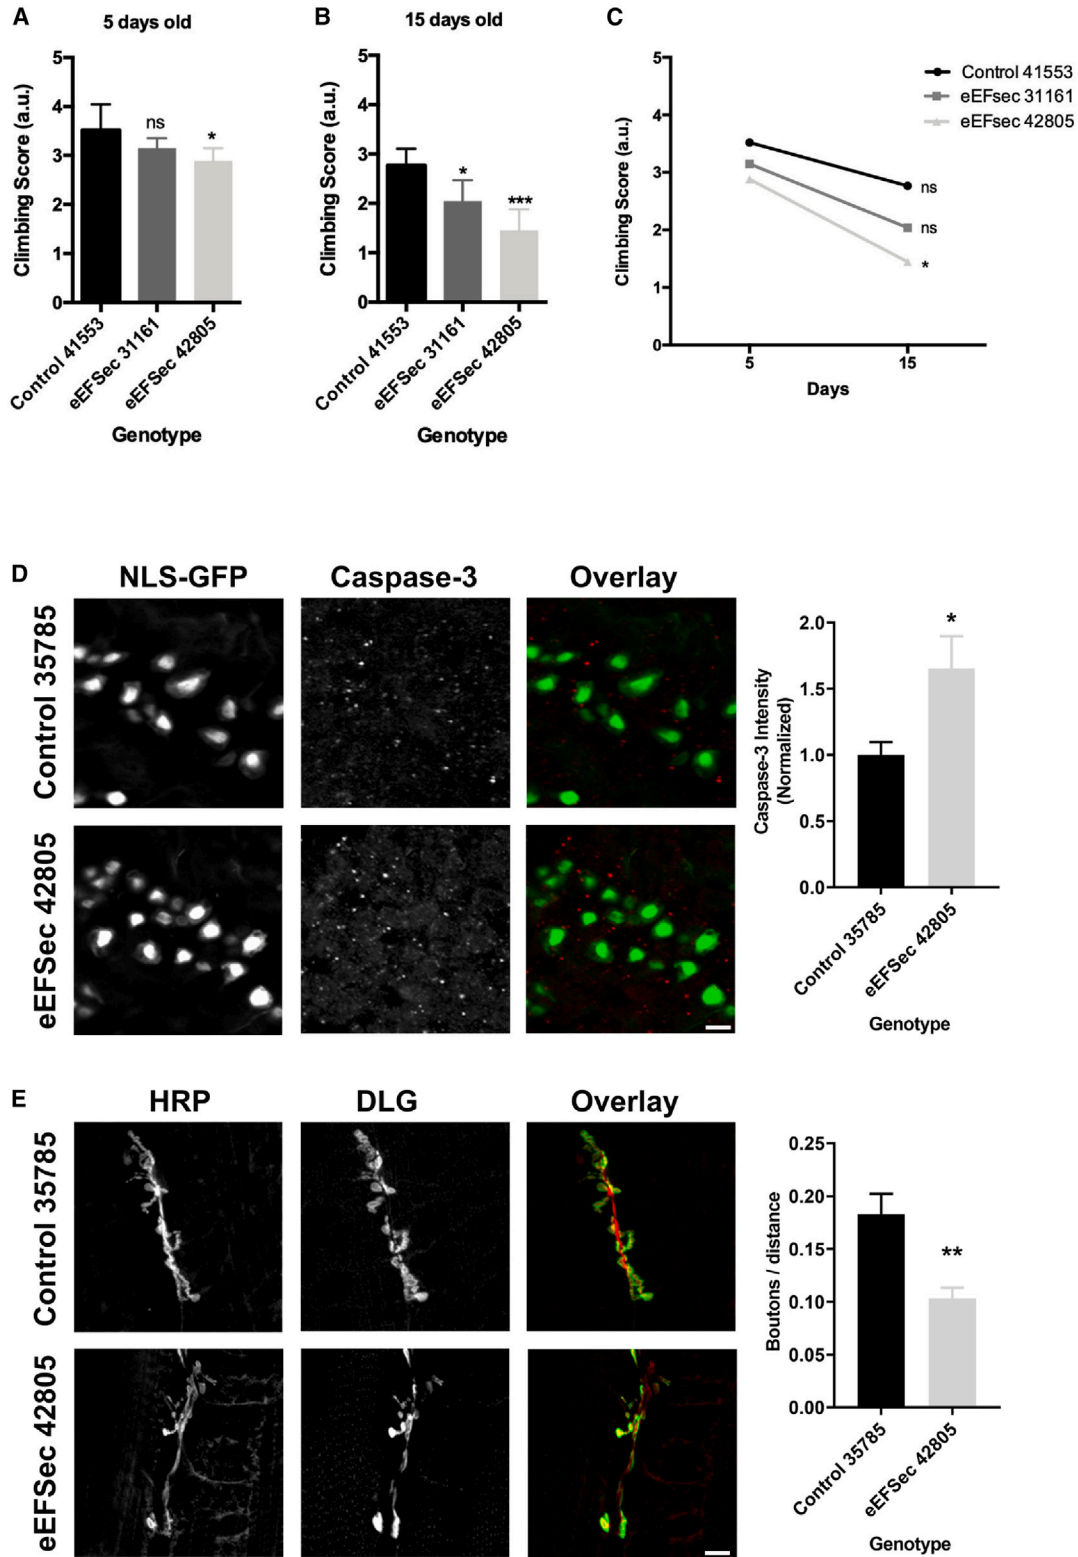 A
5 days old
Climbing Score (a.u.)
5
4
3
2
1
0
ns
*
Control 41553
eEFSec 31161
eEFSec 42805
Genotype
B
15 days old
Climbing Score (a.u.)
5
4
3
2
1
0
*
***
Control 41553
eEFSec 31161
eEFSec 42805
Genotype
C
Climbing Score (a.u.)
5
4
3
2
1
0
ns
ns
*
5
15
Days
Control 41553
eEFsec 31161
eEFsec 42805
D
NLS-GFP
Caspase-3
Overlay
Control 35785
eEFSec 42805
Caspase-3 Intensity
(Normalized)
2.0
1.5
1.0
0.5
0.0
*
Control 35785
eEFSec 42805
Genotype
E
HRP
DLG
Overlay
Control 35785
eEFSec 42805
Boutons / distance
0.25
0.20
0.15
0.10
0.05
0.00
**
Control 35785
eEFSec 42805
Genotype